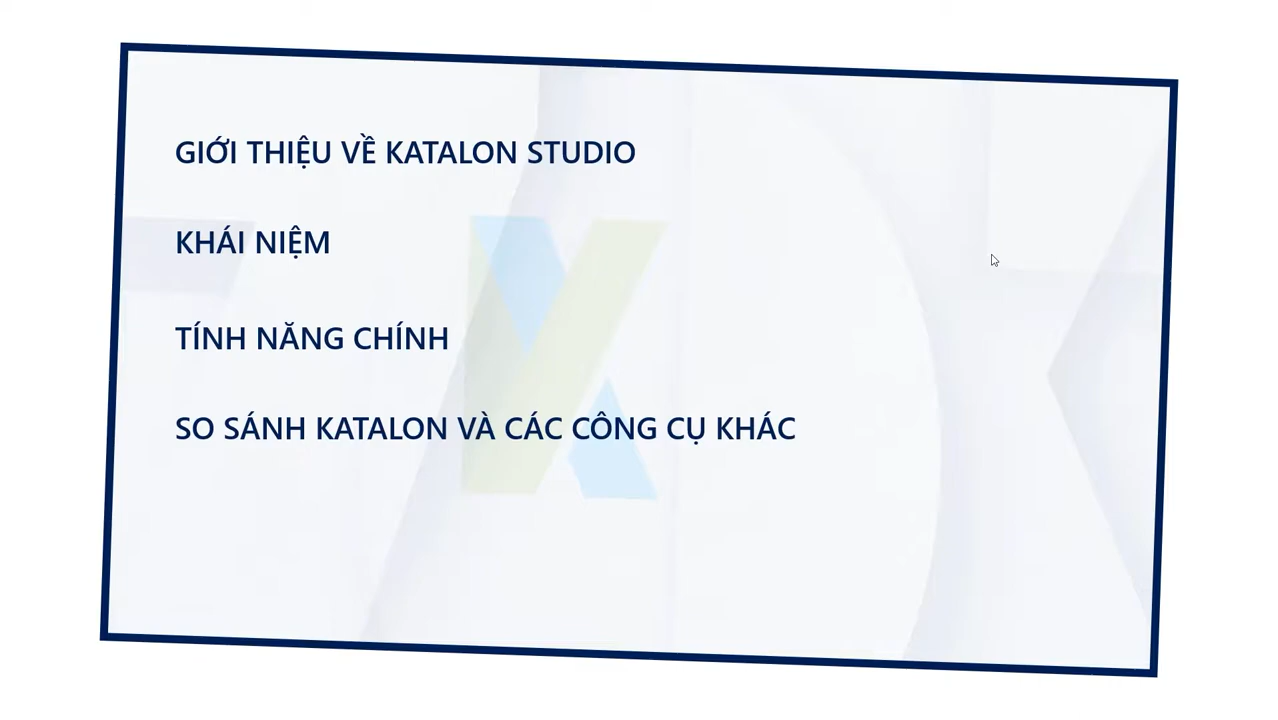 GIỚI THIỆU VỀ KATALON STUDIO
KHÁI NIỆM
TÍNH NĂNG CHÍNH
SO SÁNH KATALON VÀ CÁC CÔNG CỤ KHÁC